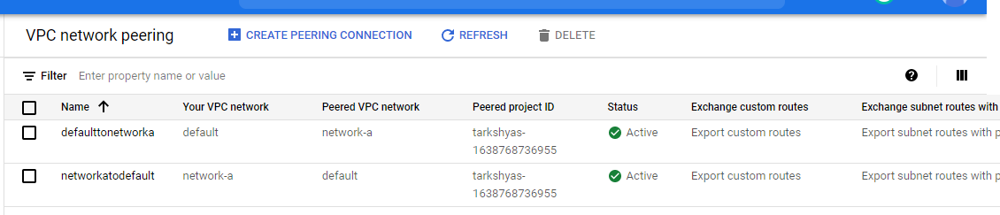 VPC network peering CREATE PEERING CONNECTION REFRESH DELETE
Filter Enter property name or value
Name Your VPC network Peered VPC network Peered project ID Status Exchange custom routes Exchange subnet routes with
defaulttonetworka default network-a tarkshyas- Active Export custom routes Export subnet routes with p
1638768736955
networkatodefault network-a default tarkshyas- Active Export custom routes Export subnet routes with p
1638768736955